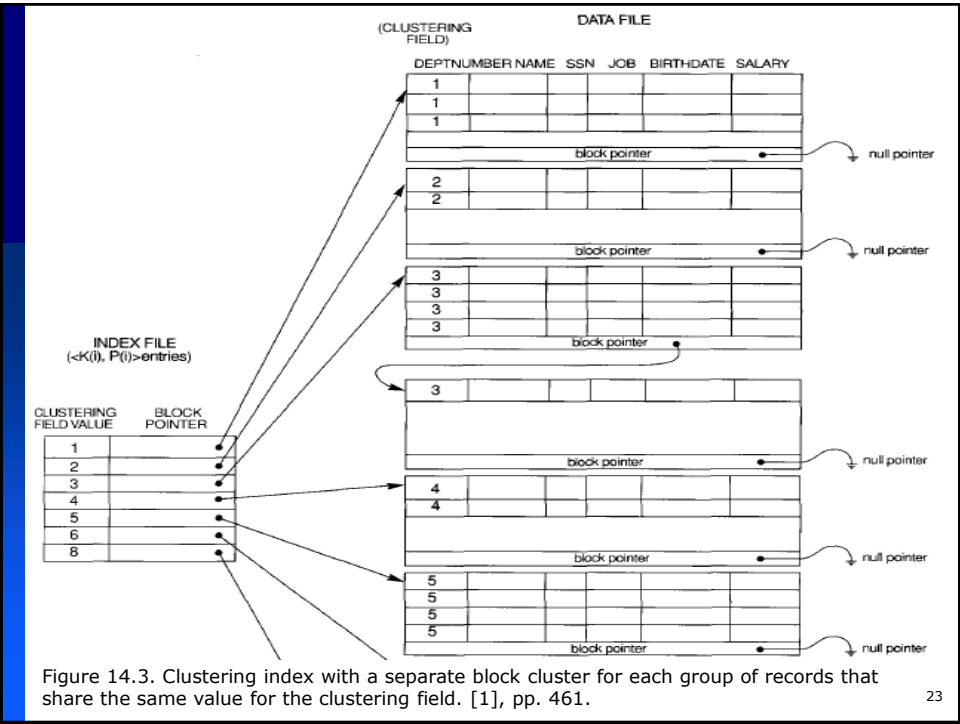 DATA FILE
(CLUSTERING
FIELD)
DEPTNUMBER NAME SSN JOB BIRTHDATE SALARY
1
1
1
block pointer
null pointer
2
2
block pointer
null pointer
3
3
3
3
block pointer
3
block pointer
null pointer
4
4
block pointer
null pointer
5
5
5
5
block pointer
null pointer
INDEX FILE
(<K(i), P(i)>entries)
CLUSTERING
FIELD VALUE
BLOCK
POINTER
1
2
3
4
5
6
8
Figure 14.3. Clustering index with a separate block cluster for each group of records that
share the same value for the clustering field. [1], pp. 461.
23